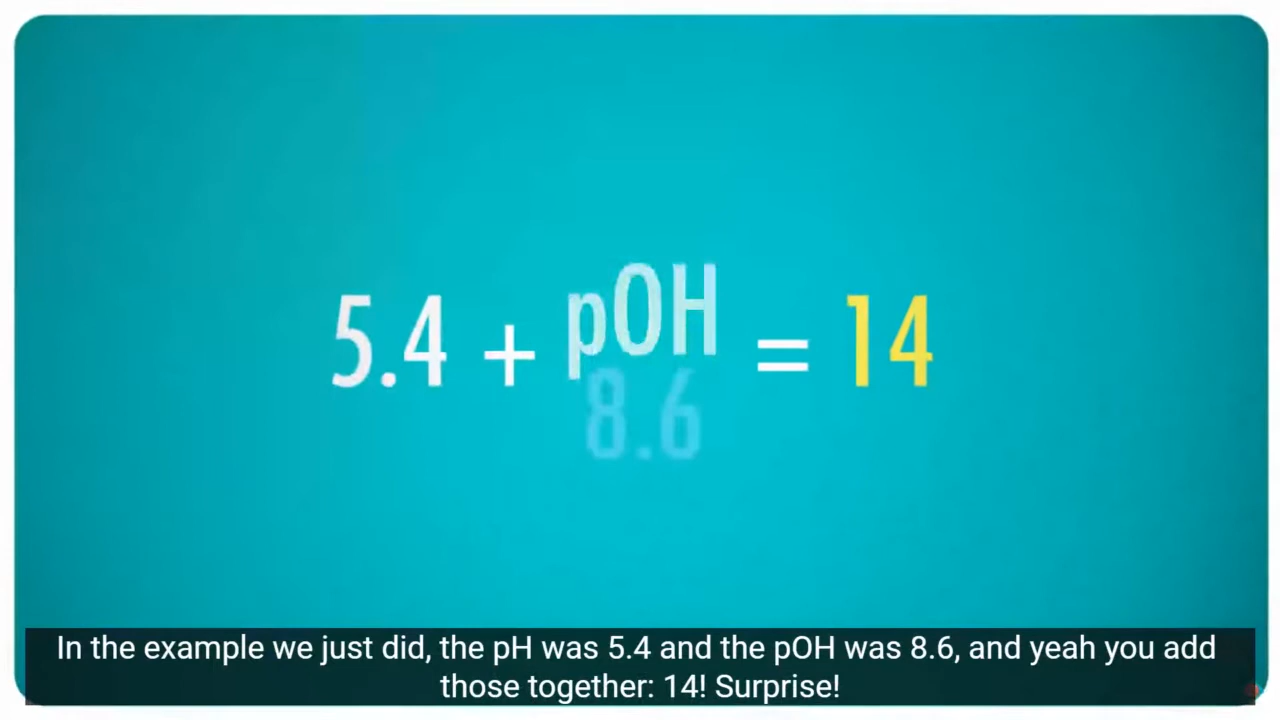 5.4 + pOH = 14
8.6
In the example we just did, the pH was 5.4 and the pOH was 8.6, and yeah you add
those together: 14! Surprise!